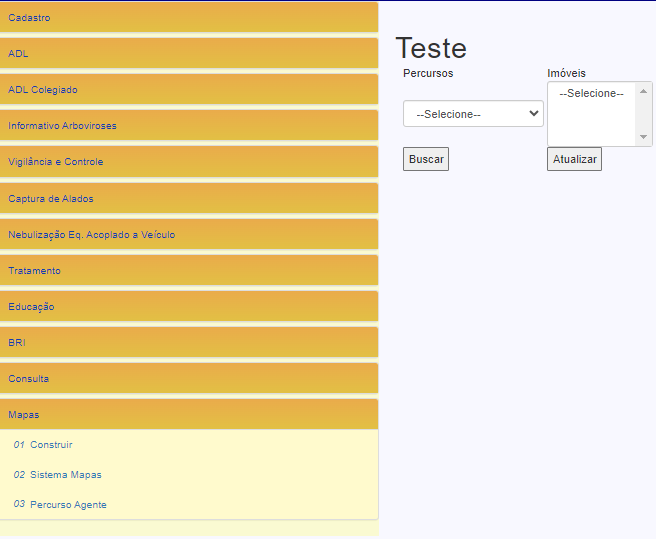 Cadastro
ADL
ADL Colegiado
Informativo Arboviroses
Vigilância e Controle
Captura de Alados
Nebulização Eq. Acoplado a Veículo
Tratamento
Educação
BRI
Consulta
Mapas
01 Construir
02 Sistema Mapas
03 Percurso Agente
Teste
Percursos
Imóveis
--Selecione--
--Selecione--
Buscar
Atualizar